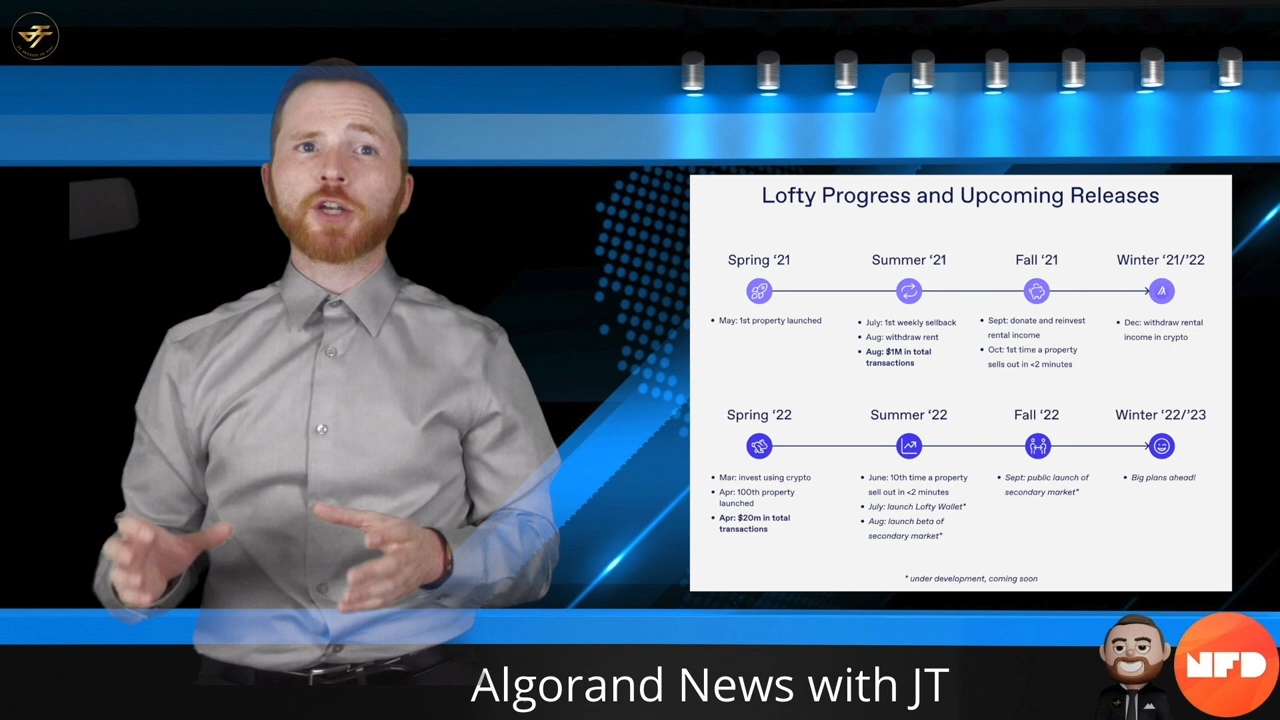 Lofty Progress and Upcoming Releases
Spring ‘21
• May: 1st property launched
Summer ‘21
• July: 1st weekly sellback
• Aug: withdraw rent
• Aug: $1M in total
transactions
Fall ‘21
• Sept: donate and reinvest
rental income
• Oct: 1st time a property
sells out in <2 minutes
Winter ‘21/’22
• Dec: withdraw rental
income in crypto
Spring ‘22
• Mar: invest using crypto
• Apr: 100th property
launched
• Apr: $20m in total
transactions
Summer ‘22
• June: 10th time a property
sell out in <2 minutes
• July: launch Lofty Wallet*
• Aug: launch beta of
secondary market*
Fall ‘22
• Sept: public launch of
secondary market*
Winter ‘22/’23
• Big plans ahead!
* under development, coming soon
NFD
Algorand News with JT